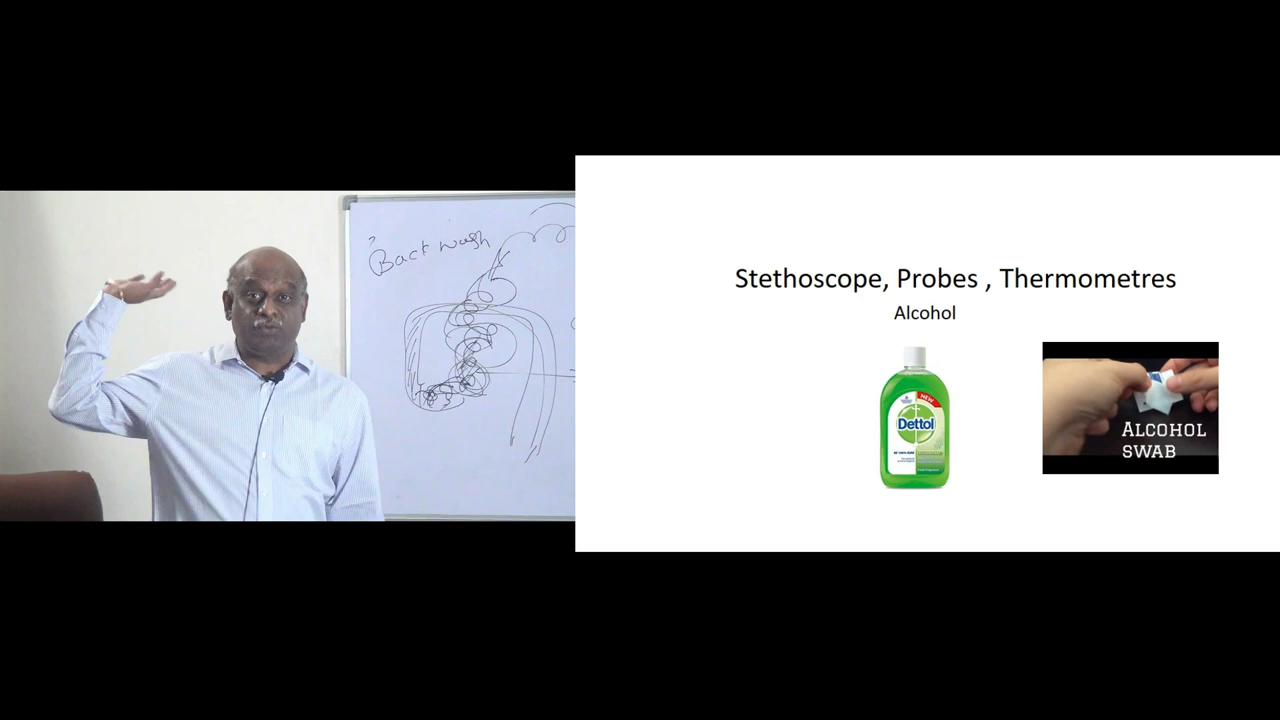 Back wash
Stethoscope, Probes , Thermometres
Alcohol
NEW
Dettol
ALCOHOL
SWAB